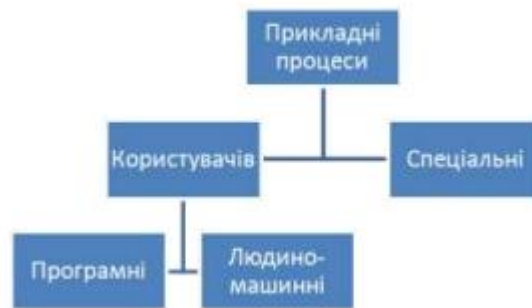 Прикладні
процеси
Користувачів
Спеціальні
Програмні
Людино-
машинні